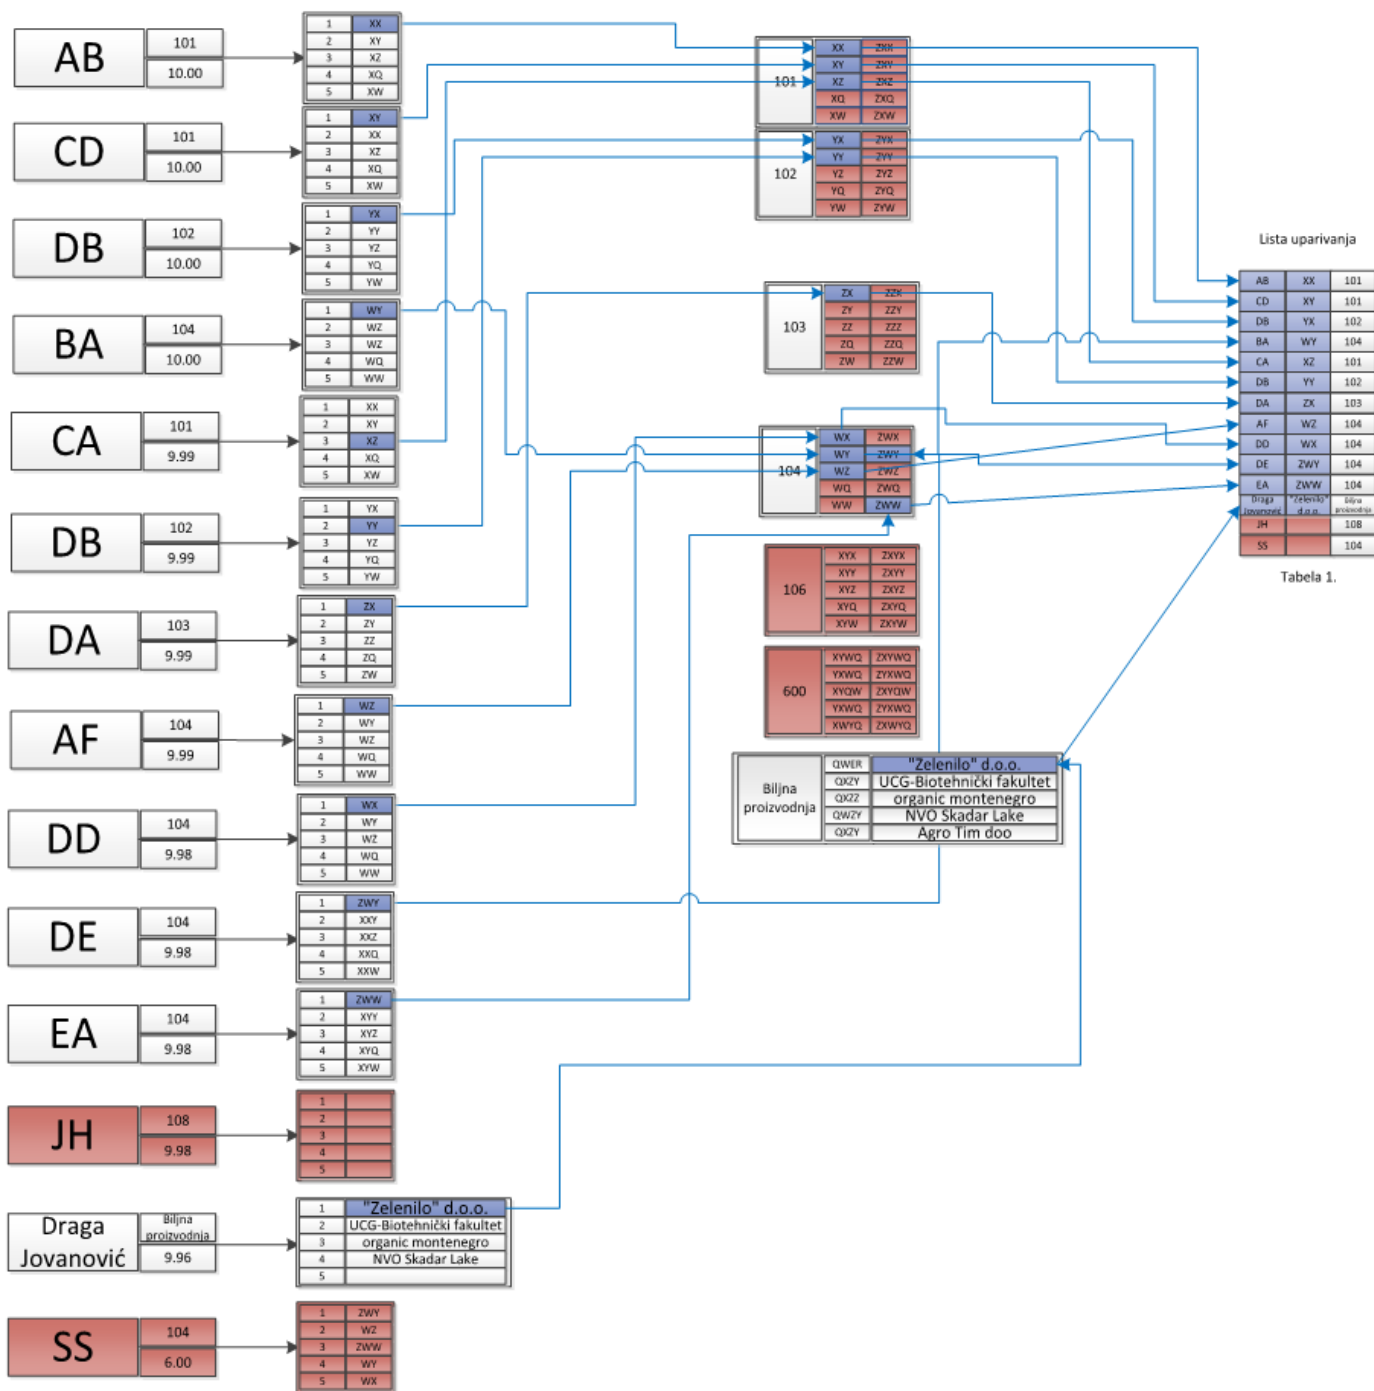 AB
101
10.00
1 XX
2 XY
3 XZ
4 XQ
5 XW
CD
101
10.00
1 XY
2 XX
3 XZ
4 XQ
5 XW
DB
102
10.00
1 YX
2 YY
3 YZ
4 YQ
5 YW
BA
104
10.00
1 WY
2 WZ
3 WZ
4 WQ
5 WW
CA
101
9.99
1 XX
2 XY
3 XZ
4 XQ
5 XW
DB
102
9.99
1 YX
2 YY
3 YZ
4 YQ
5 YW
DA
103
9.99
1 ZX
2 ZY
3 ZZ
4 ZQ
5 ZW
AF
104
9.99
1 WZ
2 WY
3 WZ
4 WQ
5 WW
DD
104
9.98
1 WX
2 WY
3 WZ
4 WQ
5 WW
DE
104
9.98
1 ZWY
2 XXY
3 XXZ
4 XXQ
5 XXW
EA
104
9.98
1 ZWW
2 XYY
3 XYZ
4 XYQ
5 XYW
JH
108
9.98
1
2
3
4
5
Draga
Jovanović
Biljna
proizvodnja
9.96
1 "Zelenilo" d.o.o.
2 UCG-Biotehnički fakultet
3 organic montenegro
4 NVO Skadar Lake
5
SS
104
6.00
1 ZWY
2 WZ
3 ZWW
4 WY
5 WX
101
XX ZXX
XY ZXY
XZ ZXZ
XQ ZXQ
XW ZXW
102
YX ZYX
YY ZYY
YZ ZYZ
YQ ZYQ
YW ZYW
103
ZX ZZX
ZY ZZY
ZZ ZZZ
ZQ ZZQ
ZW ZZW
104
WX ZWX
WY ZWY
WZ ZWZ
WQ ZWQ
WW ZWW
106
XYX ZXYX
XYY ZXYY
XYZ ZXYZ
XYQ ZXYQ
XYW ZXYW
600
XYWQ ZXYWQ
YXWQ ZYXWQ
XYQW ZXYQW
YXWQ ZYXWQ
XWYQ ZXWYQ
Biljna
proizvodnja
QWER "Zelenilo" d.o.o.
QXZY UCG-Biotehnički fakultet
QXZZ organic montenegro
QWZY NVO Skadar Lake
QXZY Agro Tim doo
Lista uparivanja
AB XX 101
CD XY 101
DB YX 102
BA WY 104
CA XZ 101
DB YY 102
DA ZX 103
AF WZ 104
DD WX 104
DE ZWY 104
EA ZWW 104
Draga Jovanović "Zelenilo" d.o.o. Biljna proizvodnja
JH 108
SS 104
Tabela 1.